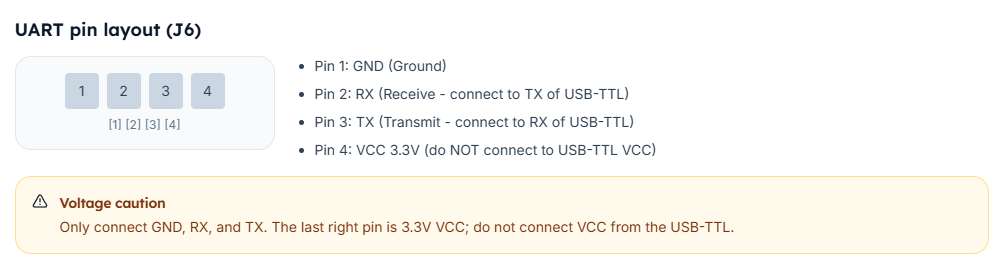 UART pin layout (J6)
1 2 3 4
[1] [2] [3] [4]
• Pin 1: GND (Ground)
• Pin 2: RX (Receive - connect to TX of USB-TTL)
• Pin 3: TX (Transmit - connect to RX of USB-TTL)
• Pin 4: VCC 3.3V (do NOT connect to USB-TTL VCC)
Voltage caution
Only connect GND, RX, and TX. The last right pin is 3.3V VCC; do not connect VCC from the USB-TTL.